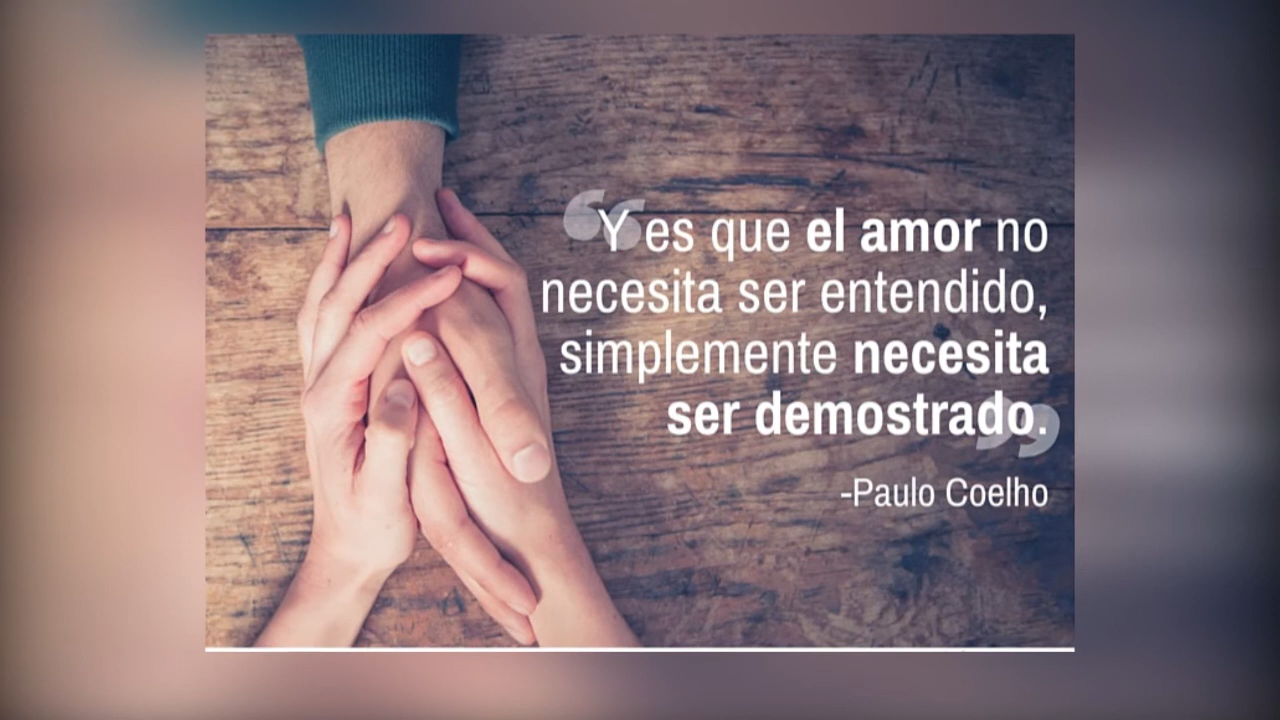 “Y es que el amor no
necesita ser entendido,
simplemente necesita
ser demostrado.”
-Paulo Coelho